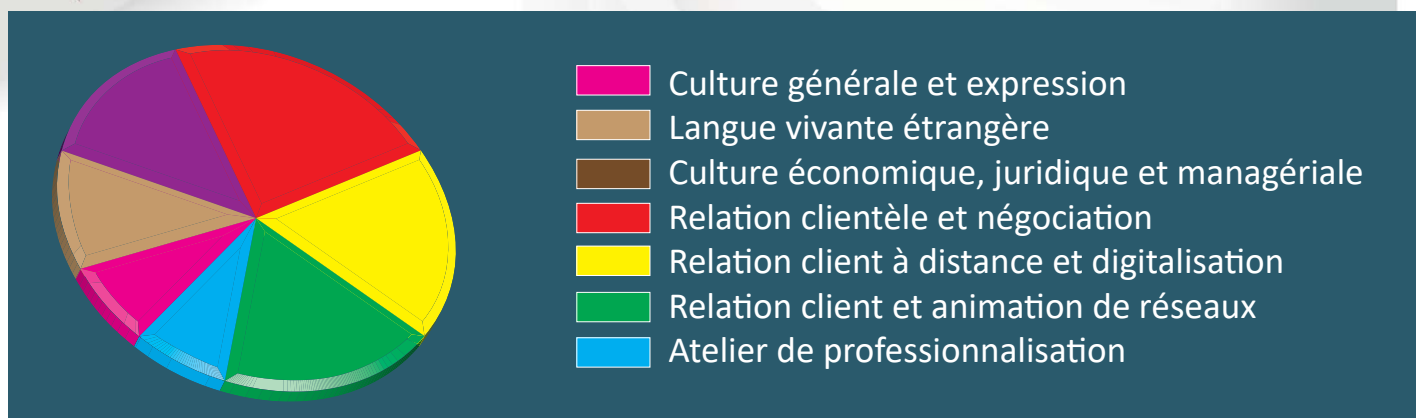 Culture générale et expression
Langue vivante étrangère
Culture économique, juridique et managériale
Relation clientèle et négociation
Relation client à distance et digitalisation
Relation client et animation de réseaux
Atelier de professionnalisation